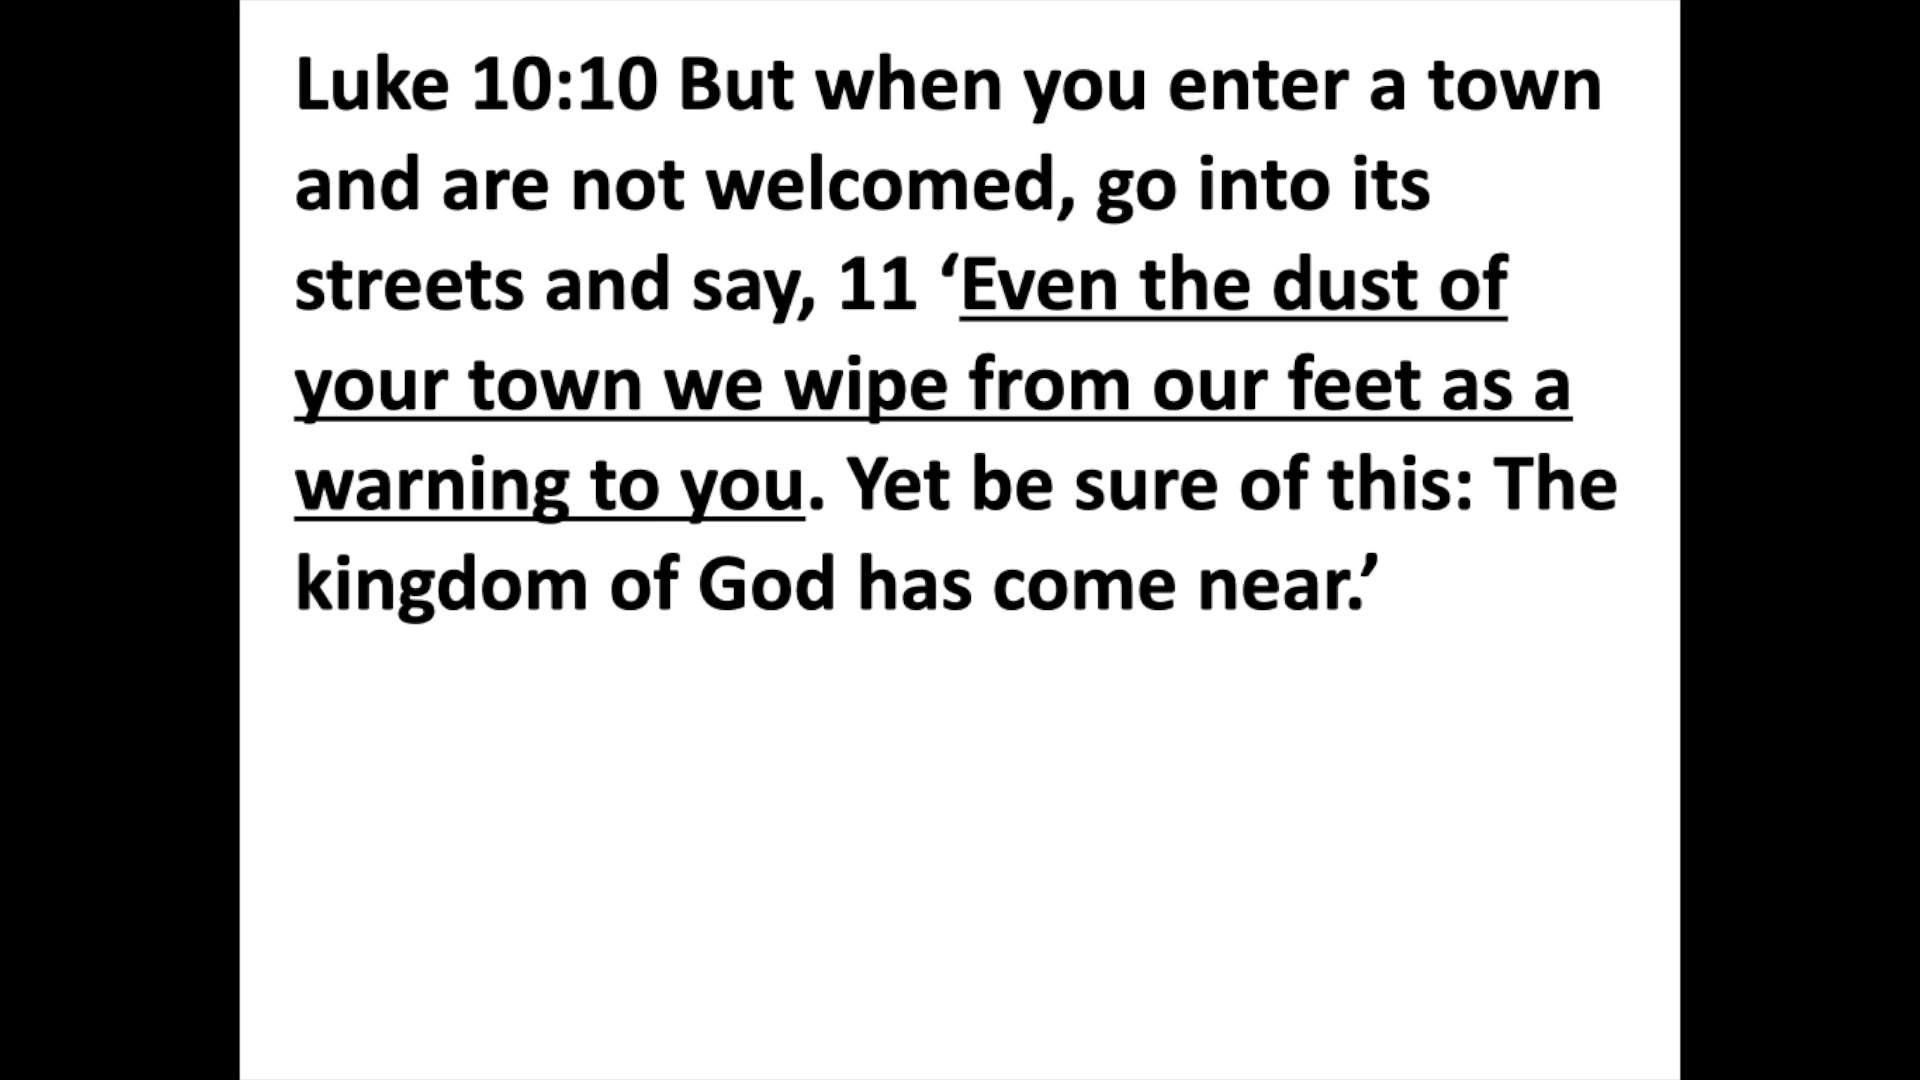 Luke 10:10 But when you enter a town
and are not welcomed, go into its
streets and say, 11 ‘Even the dust of
your town we wipe from our feet as a
warning to you. Yet be sure of this: The
kingdom of God has come near.’